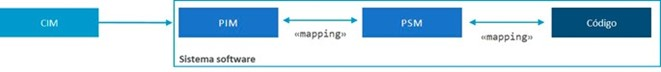 CIM
PIM
PSM
Código
«mapping»
«mapping»
Sistema software